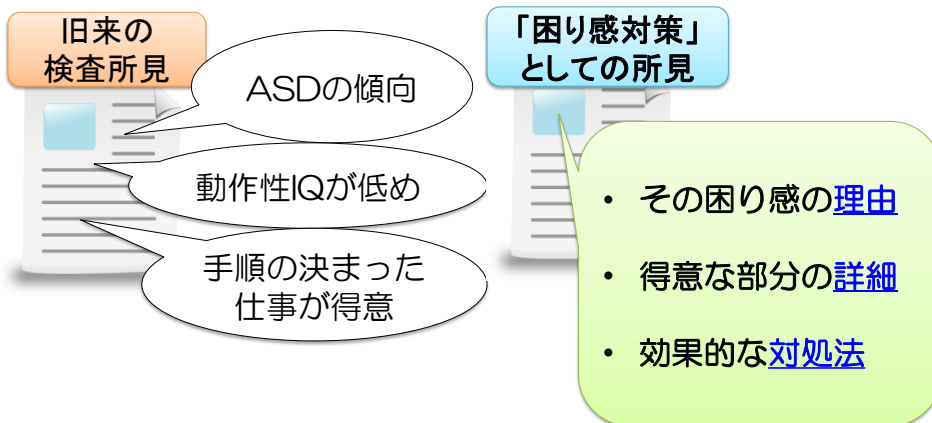 旧来の
検査所見
ASDの傾向
動作性IQが低め
手順の決まった
仕事が得意
「困り感対策」
としての所見
・ その困り感の理由
・ 得意な部分の詳細
・ 効果的な対処法